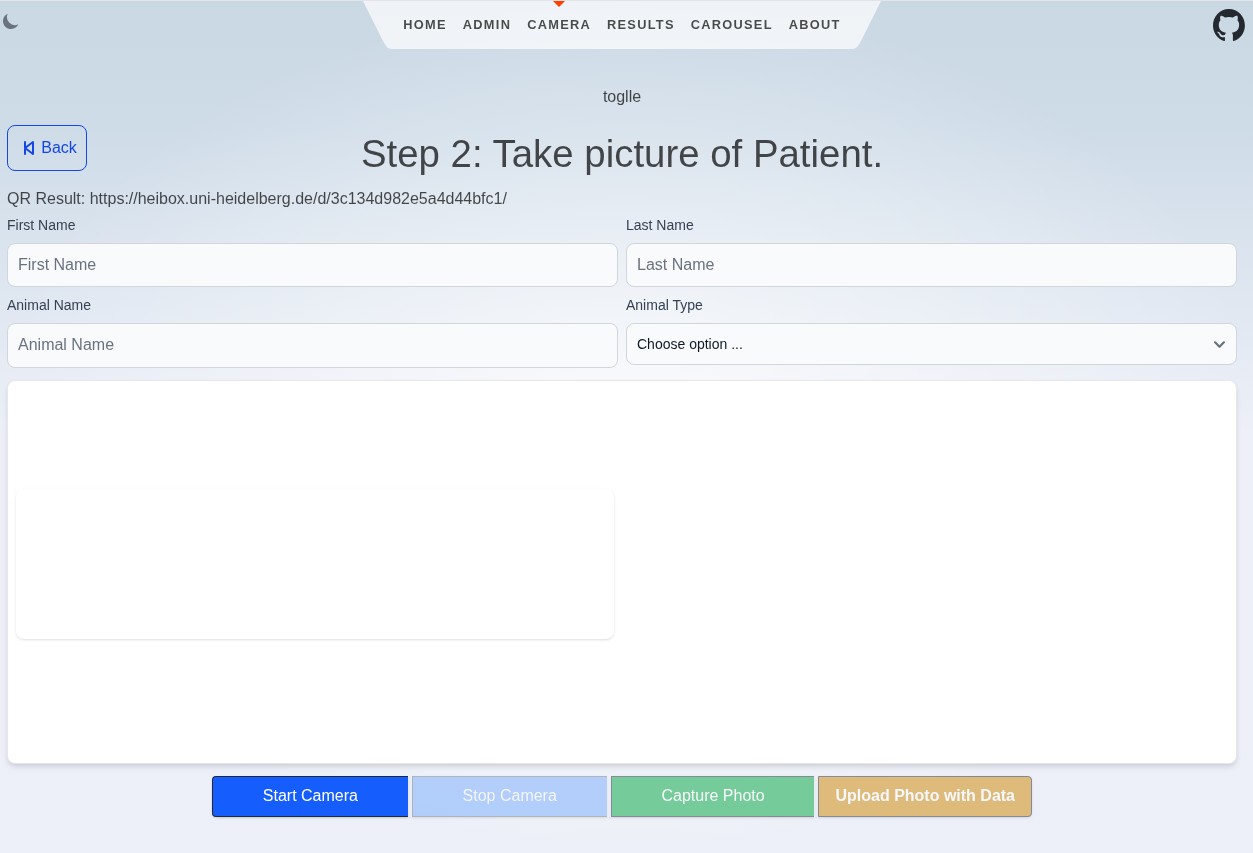 HOME ADMIN CAMERA RESULTS CAROUSEL ABOUT
toglle
Back
Step 2: Take picture of Patient.
QR Result: https://heibox.uni-heidelberg.de/d/3c134d982e5a4d44bfc1/
First Name Last Name
First Name Last Name
Animal Name Animal Type
Animal Name Choose option ...
Start Camera Stop Camera Capture Photo Upload Photo with Data